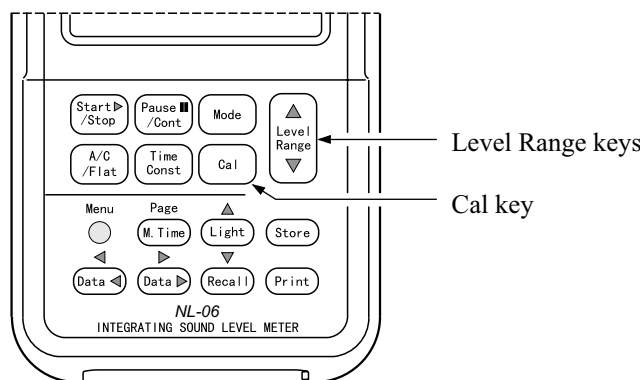 Start▶ /Stop
Pause▮▮ /Cont
Mode
▲ Level Range ▼
Level Range keys
A/C /Flat
Time Const
Cal
Cal key
Menu
Page
▲
M.Time
Light
Store
◀
▶
▼
Data ◀
Data ▶
Recall
Print
NL-06
INTEGRATING SOUND LEVEL METER